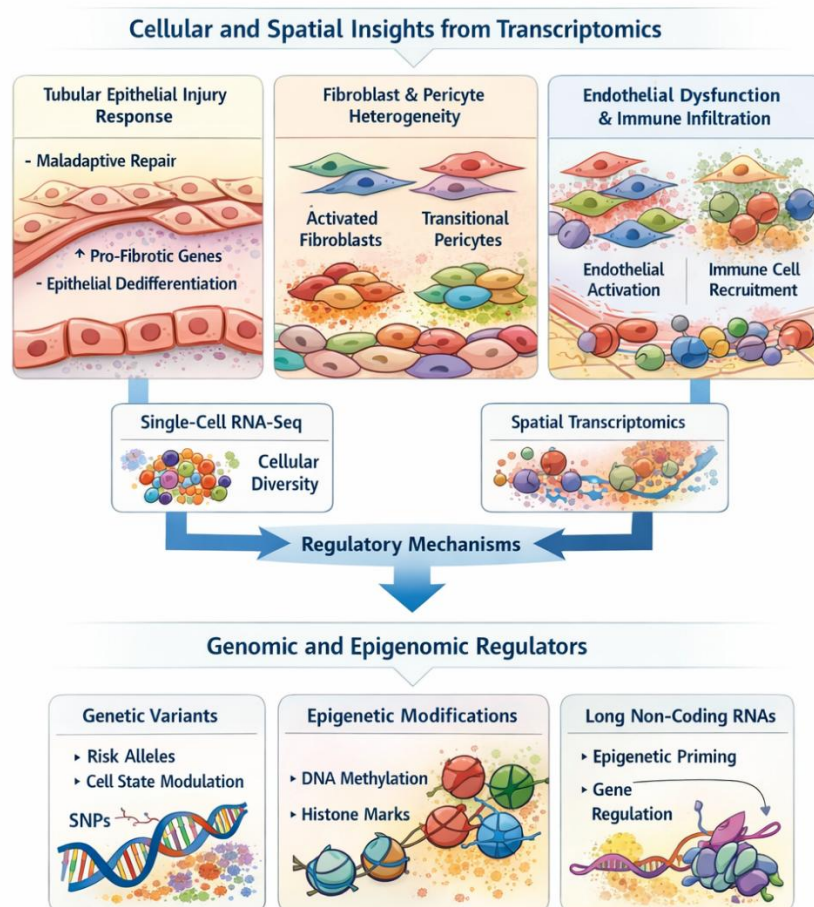 Cellular and Spatial Insights from Transcriptomics
Tubular Epithelial Injury
Response
- Maladaptive Repair
↑ Pro-Fibrotic Genes
- Epithelial Dedifferentiation
Fibroblast & Pericyte
Heterogeneity
Activated
Fibroblasts
Transitional
Pericytes
Endothelial Dysfunction
& Immune Infiltration
Endothelial
Activation
Immune Cell
Recruitment
Single-Cell RNA-Seq
Cellular
Diversity
Spatial Transcriptomics
Regulatory Mechanisms
Genomic and Epigenomic Regulators
Genetic Variants
▸ Risk Alleles
▸ Cell State Modulation
SNPs
Epigenetic Modifications
▸ DNA Methylation
▸ Histone Marks
Long Non-Coding RNAs
▸ Epigenetic Priming
▸ Gene
Regulation